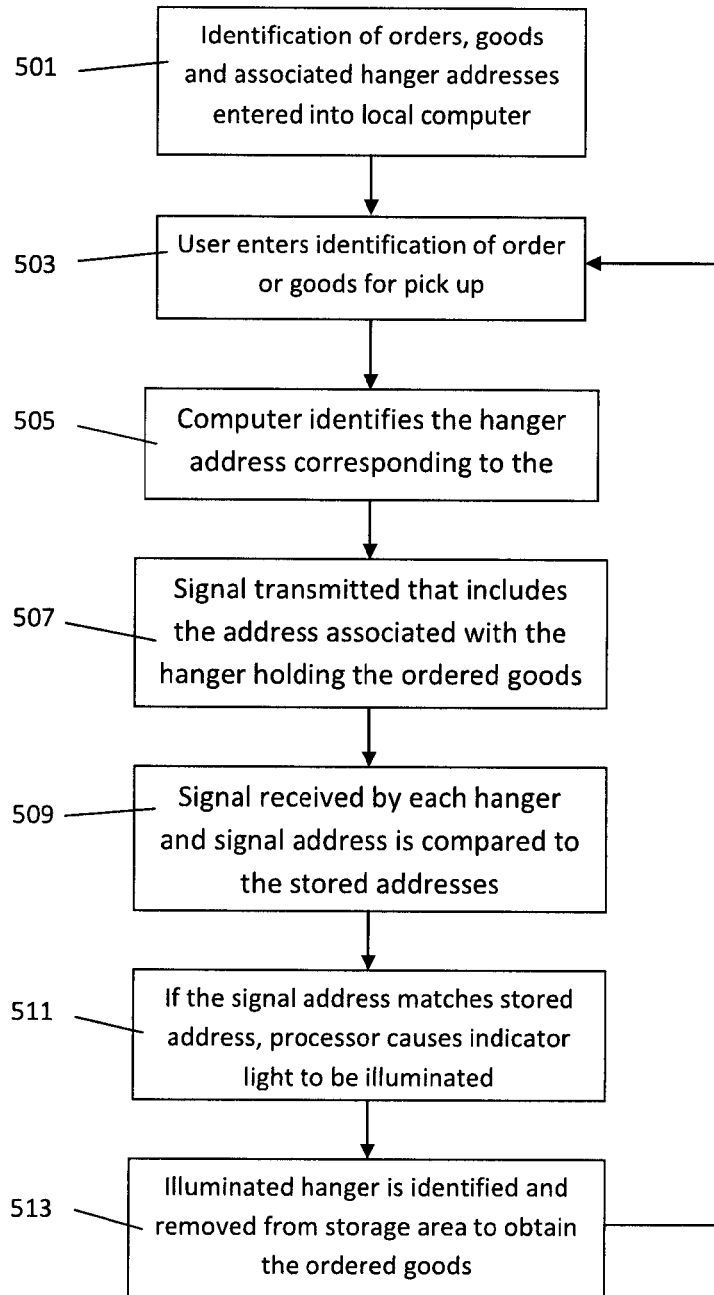 501
Identification of orders, goods
and associated hanger addresses
entered into local computer
503
User enters identification of order
or goods for pick up
505
Computer identifies the hanger
address corresponding to the
507
Signal transmitted that includes
the address associated with the
hanger holding the ordered goods
509
Signal received by each hanger
and signal address is compared to
the stored addresses
511
If the signal address matches stored
address, processor causes indicator
light to be illuminated
513
Illuminated hanger is identified and
removed from storage area to obtain
the ordered goods